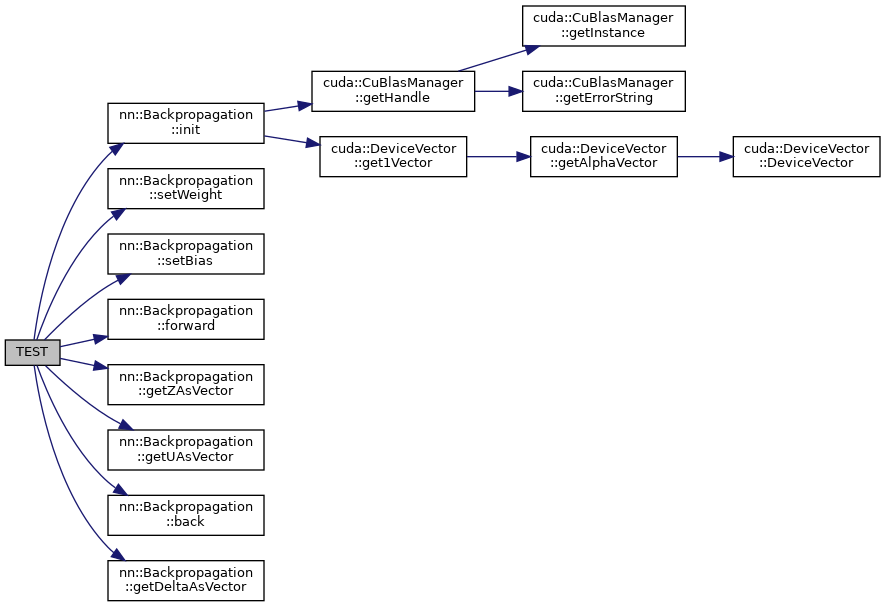 TEST
nn::Backpropagation
::init
nn::Backpropagation
::setWeight
nn::Backpropagation
::setBias
nn::Backpropagation
::forward
nn::Backpropagation
::getZAsVector
nn::Backpropagation
::getUAsVector
nn::Backpropagation
::back
nn::Backpropagation
::getDeltaAsVector
cuda::CuBlasManager
::getHandle
cuda::DeviceVector
::get1Vector
cuda::CuBlasManager
::getInstance
cuda::CuBlasManager
::getErrorString
cuda::DeviceVector
::getAlphaVector
cuda::DeviceVector
::DeviceVector